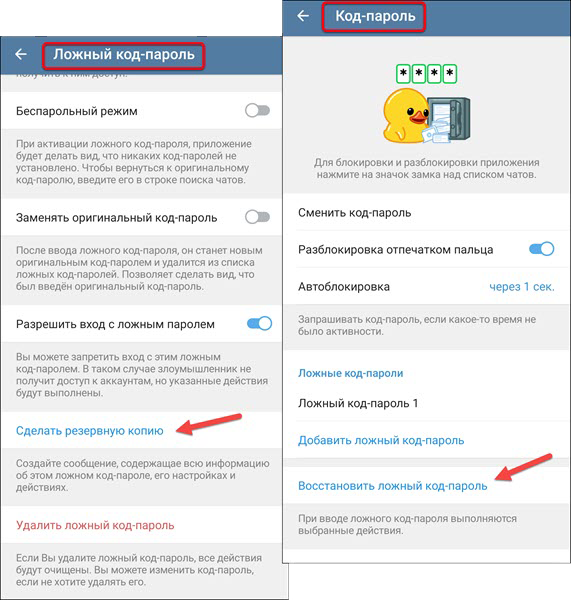 Ложный код-пароль
получить к ним доступ.
Беспарольный режим
При активации ложного код-пароля, приложение
будет делать вид, что никаких код-паролей не
установлено. Чтобы вернуться к оригинальному
код-паролю, введите его в строке поиска чатов.
Заменять оригинальный код-пароль
После ввода ложного код-пароля, он станет новым
оригинальным код-паролем и удалится из списка
ложных код-паролей. Позволяет сделать вид, что
был введён оригинальный код-пароль.
Разрешить вход с ложным паролем
Вы можете запретить вход с этим ложным
код-паролем. В таком случае злоумышленник не
получит доступ к аккаунтам, но указанные действия
будут выполнены.
Сделать резервную копию
Создайте сообщение, содержащее всю информацию
об этом ложном код-пароле, его настройках и
действиях.
Удалить ложный код-пароль
Если Вы удалите ложный код-пароль, все действия
будут очищены. Вы можете изменить код-пароль,
если не хотите удалять его.
Код-пароль
* * * *
Для блокировки и разблокировки приложения
нажмите на значок замка над списком чатов.
Сменить код-пароль
Разблокировка отпечатком пальца
Автоблокировка через 1 сек.
Запрашивать код-пароль, если какое-то время не
было активности.
Ложные код-пароли
Ложный код-пароль 1
Добавить ложный код-пароль
Восстановить ложный код-пароль
При вводе ложного код-пароля выполняются
выбранные действия.